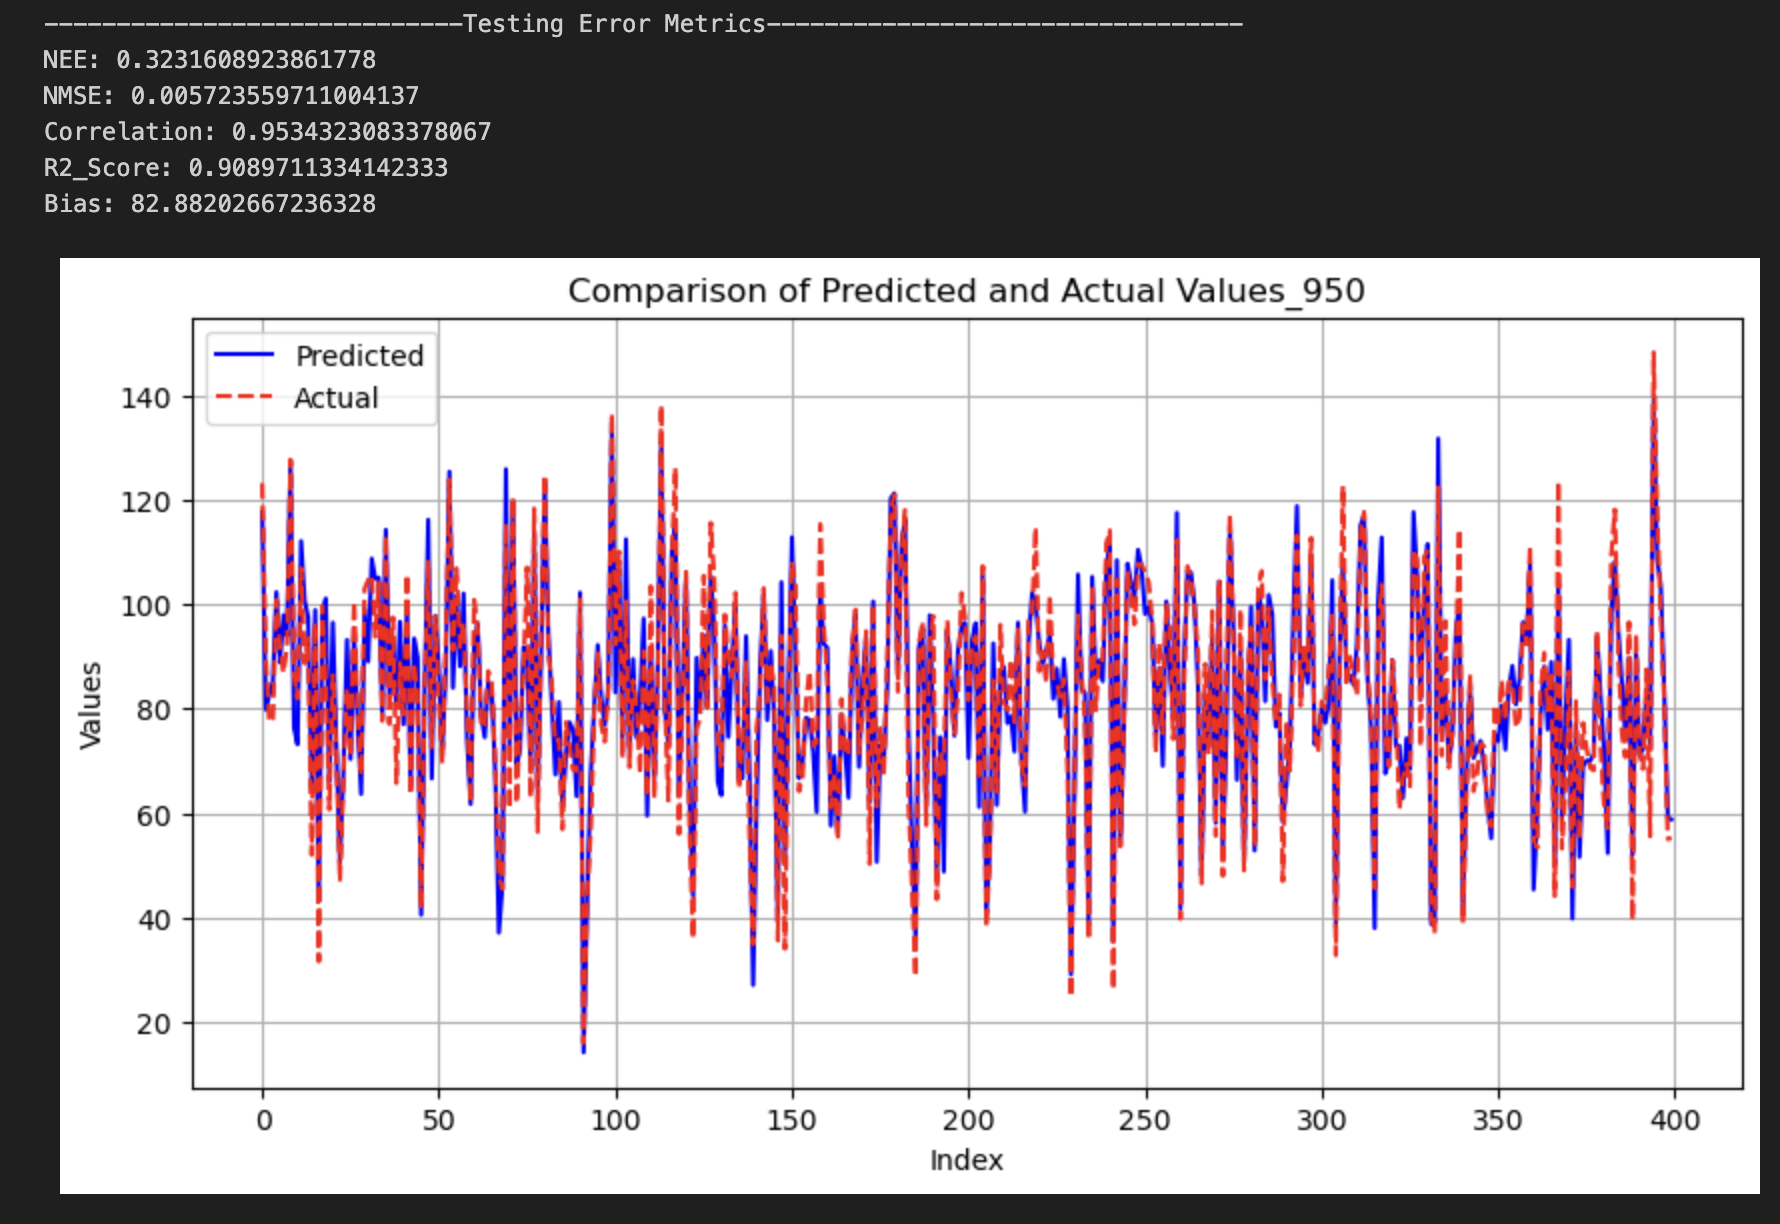 -----------------------------Testing Error Metrics---------------------------------
NEE: 0.3231608923861778
NMSE: 0.005723559711004137
Correlation: 0.9534323083378067
R2_Score: 0.9089711334142333
Bias: 82.88202667236328
Comparison of Predicted and Actual Values_950
Predicted
Actual
140
120
100
80
60
40
20
Values
0 50 100 150 200 250 300 350 400
Index